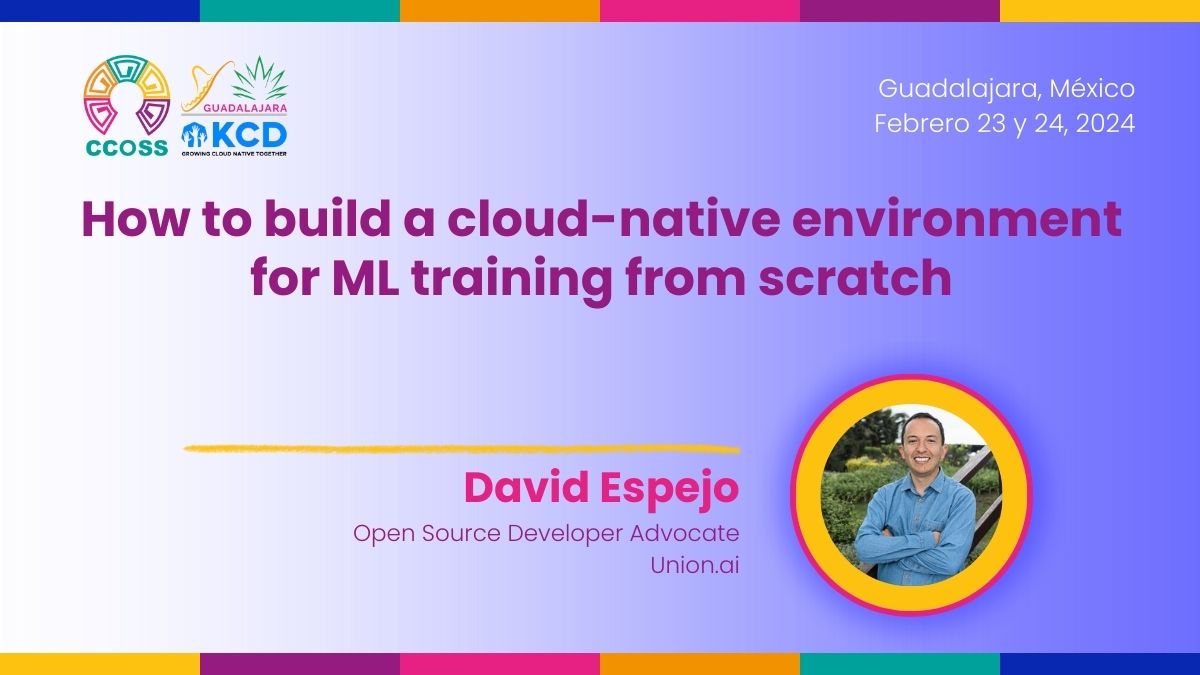 CCOSS
GUADALAJARA
KCD
GROWING CLOUD NATIVE TOGETHER
Guadalajara, México
Febrero 23 y 24, 2024
How to build a cloud-native environment
for ML training from scratch
David Espejo
Open Source Developer Advocate
Union.ai